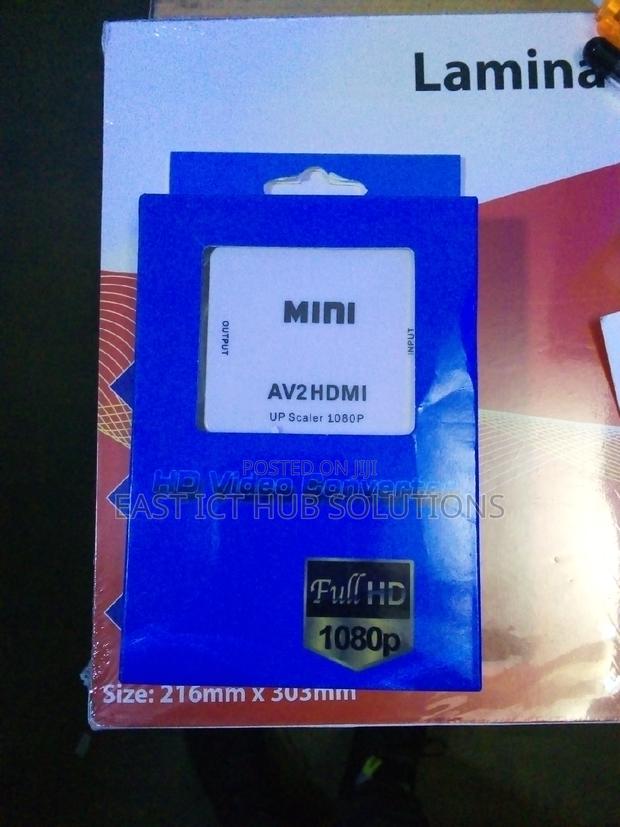 Lamina
MINI
OUTPUT
INPUT
AV2HDMI
UP Scaler 1080P
POSTED ON JIJI
HD Video Converter
EAST ICT HUB SOLUTIONS
Full HD
1080p
Size: 216mm x 303mm